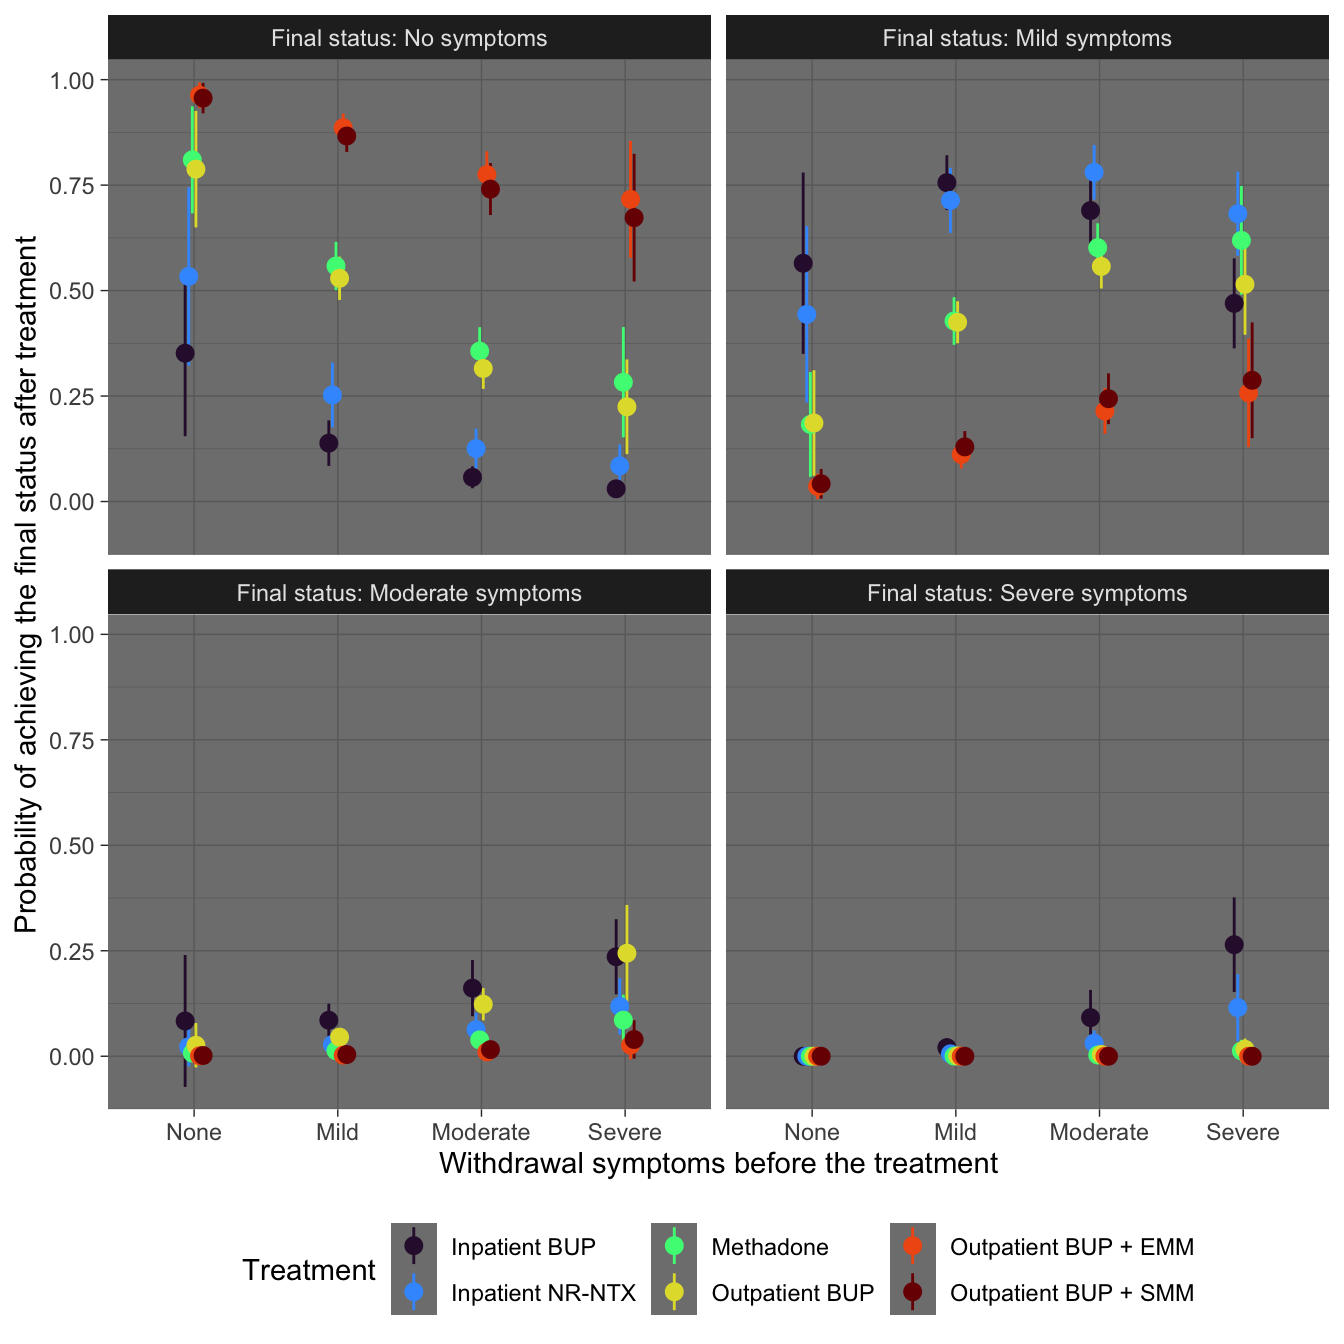 Final status: No symptoms
Final status: Mild symptoms
1.00
0.75
0.50
0.25
0.00
Final status: Moderate symptoms
Final status: Severe symptoms
1.00
0.75
0.50
0.25
0.00
Probability of achieving the final status after treatment
None
Mild
Moderate
Severe
None
Mild
Moderate
Severe
Withdrawal symptoms before the treatment
Treatment
Inpatient BUP
Inpatient NR-NTX
Methadone
Outpatient BUP
Outpatient BUP + EMM
Outpatient BUP + SMM